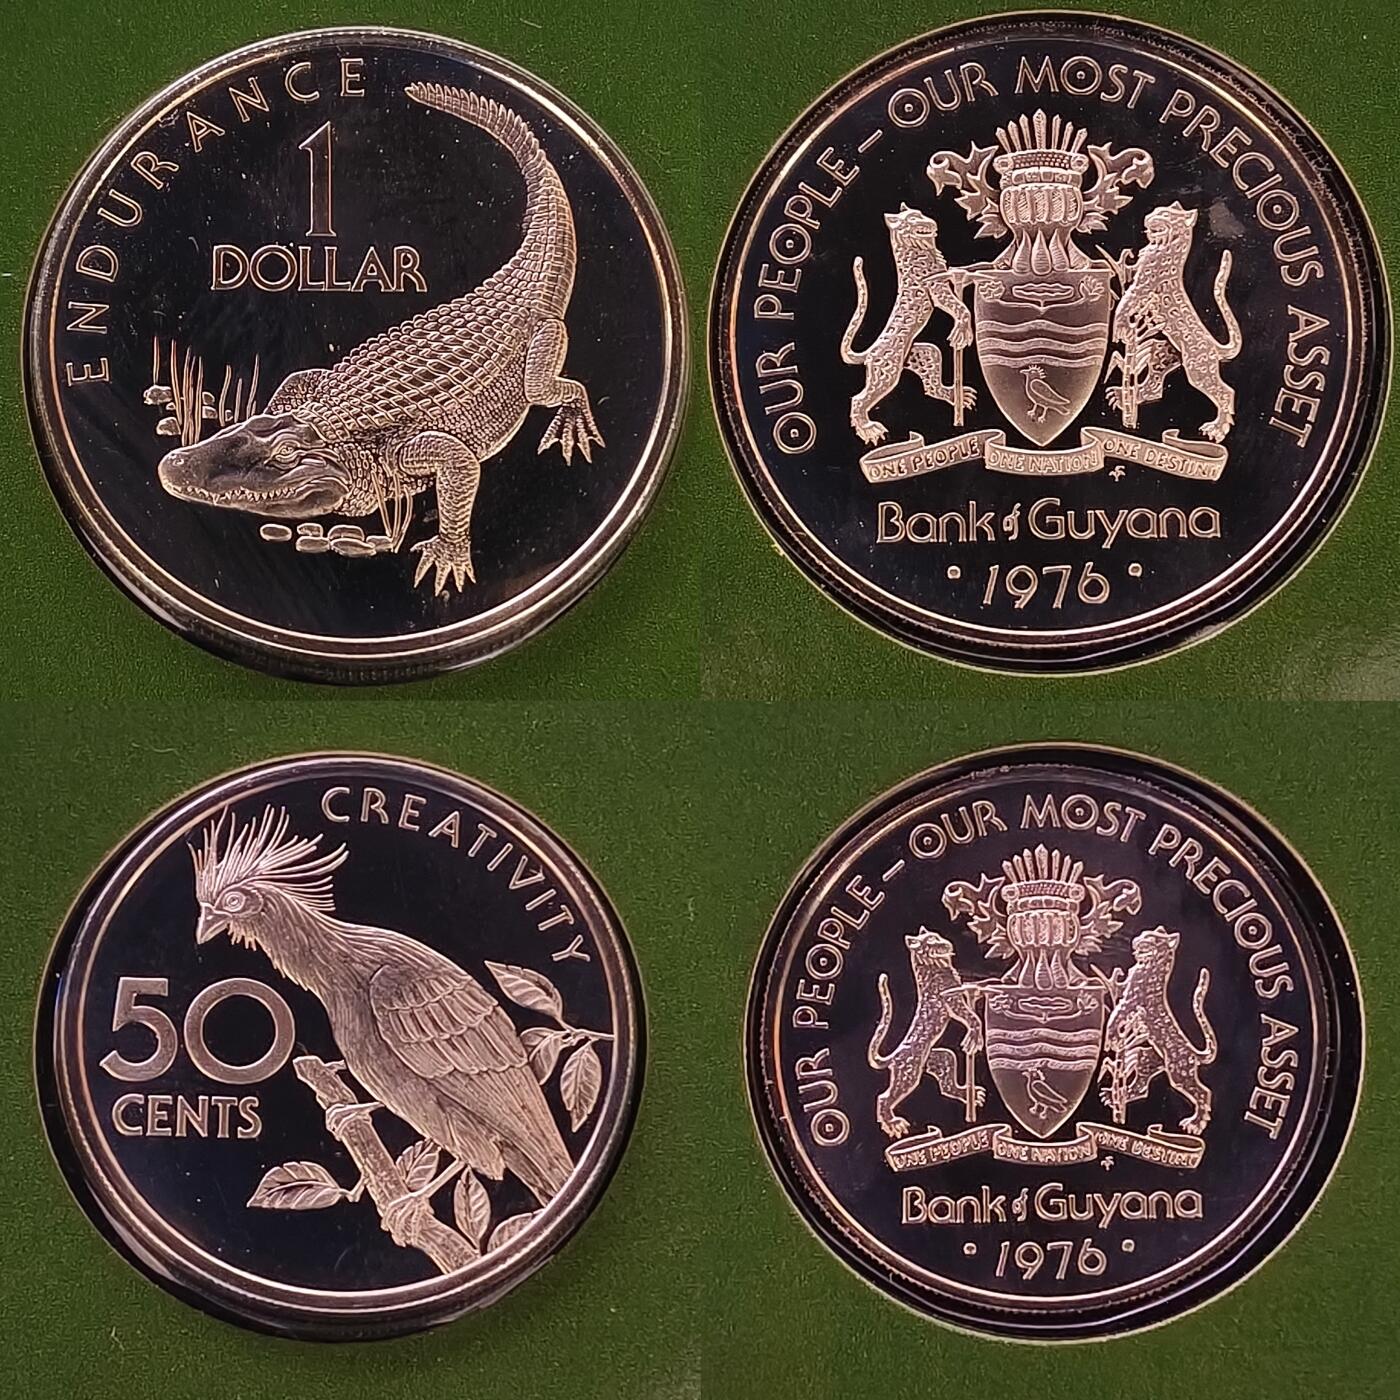 ENDURANCE
1
DOLLAR
OUR PEOPLE — OUR MOST PRECIOUS ASSET
ONE PEOPLE ONE NATION ONE DESTINY
Bank of Guyana
· 1976 ·
CREATIVITY
50
CENTS
OUR PEOPLE — OUR MOST PRECIOUS ASSET
ONE PEOPLE ONE NATION ONE DESTINY
Bank of Guyana
· 1976 ·